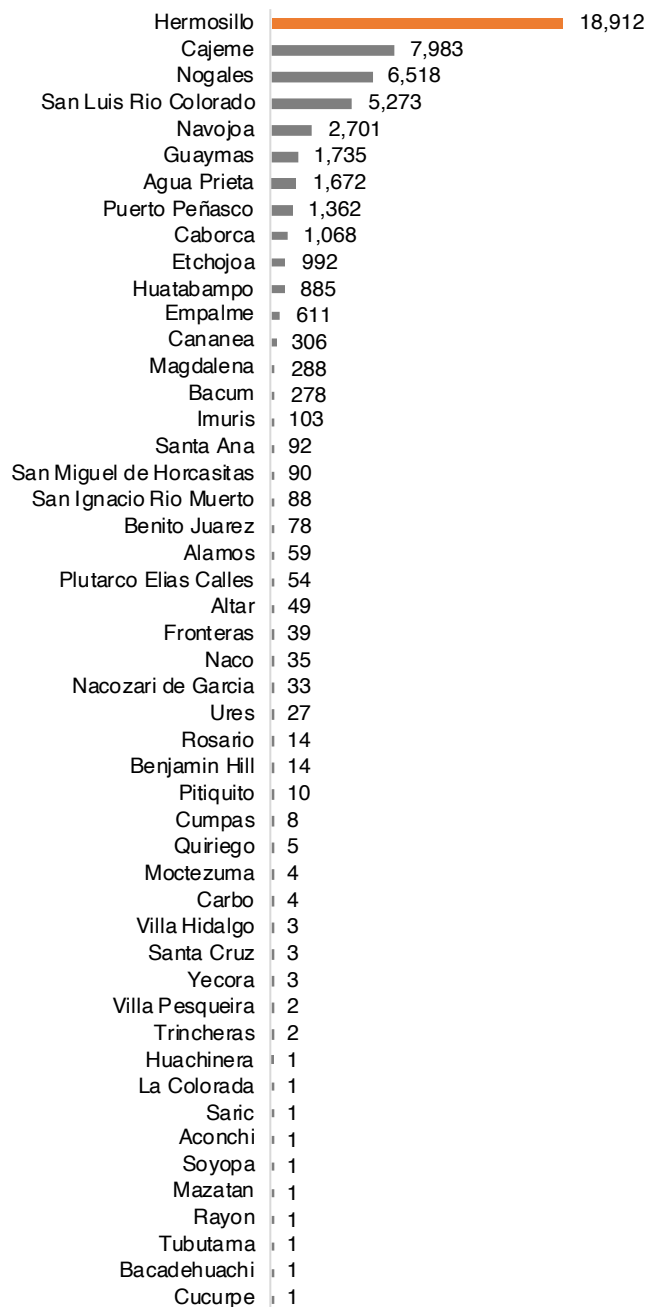 Hermosillo 18,912
Cajeme 7,983
Nogales 6,518
San Luis Rio Colorado 5,273
Navojoa 2,701
Guaymas 1,735
Agua Prieta 1,672
Puerto Peñasco 1,362
Caborca 1,068
Etchojoa 992
Huatabampo 885
Empalme 611
Cananea 306
Magdalena 288
Bacum 278
Imuris 103
Santa Ana 92
San Miguel de Horcasitas 90
San Ignacio Rio Muerto 88
Benito Juarez 78
Alamos 59
Plutarco Elias Calles 54
Altar 49
Fronteras 39
Naco 35
Nacozari de Garcia 33
Ures 27
Rosario 14
Benjamin Hill 14
Pitiquito 10
Cumpas 8
Quiriego 5
Moctezuma 4
Carbo 4
Villa Hidalgo 3
Santa Cruz 3
Yecora 3
Villa Pesqueira 2
Trincheras 2
Huachinera 1
La Colorada 1
Saric 1
Aconchi 1
Soyopa 1
Mazatan 1
Rayon 1
Tubutama 1
Bacadehuachi 1
Cucurpe 1